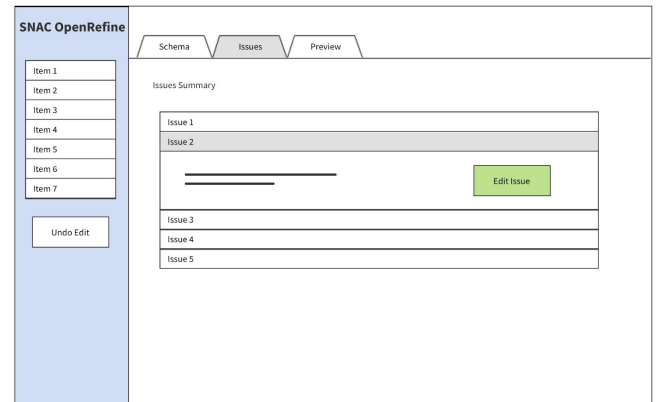 SNAC OpenRefine
Item 1
Item 2
Item 3
Item 4
Item 5
Item 6
Item 7
Undo Edit
Schema
Issues
Preview
Issues Summary
Issue 1
Issue 2
Edit Issue
Issue 3
Issue 4
Issue 5